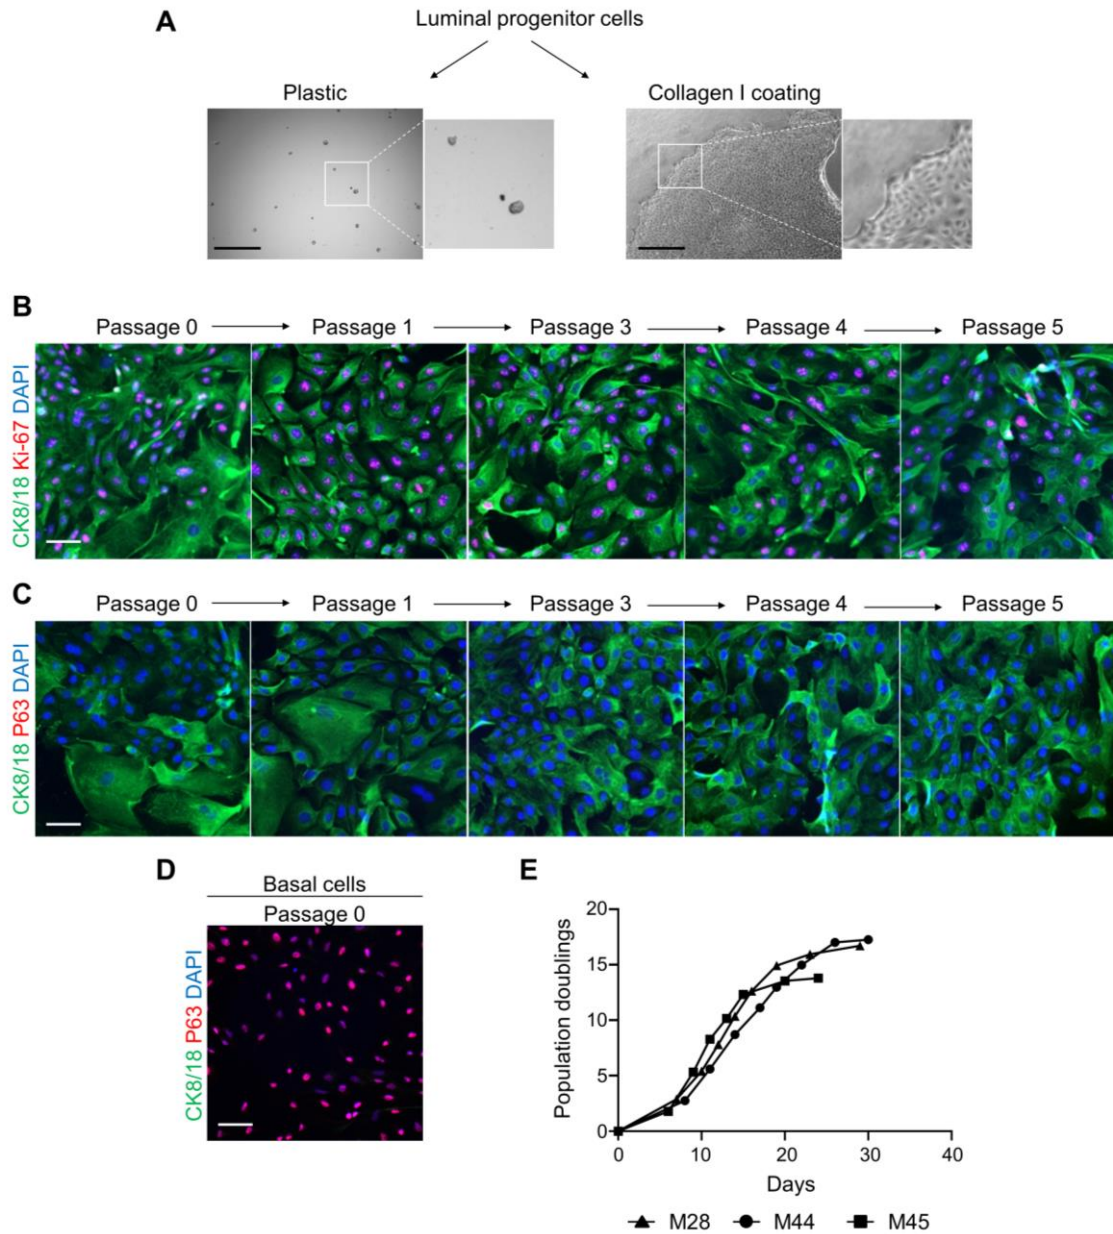 A
Luminal progenitor cells
Plastic
Collagen I coating
B
Passage 0 Passage 1 Passage 3 Passage 4 Passage 5
CK8/18 Ki-67 DAPI
C
Passage 0 Passage 1 Passage 3 Passage 4 Passage 5
CK8/18 P63 DAPI
D
Basal cells
Passage 0
CK8/18 P63 DAPI
E
Population doublings
20
15
10
5
0
0 10 20 30 40
Days
M28 M44 M45